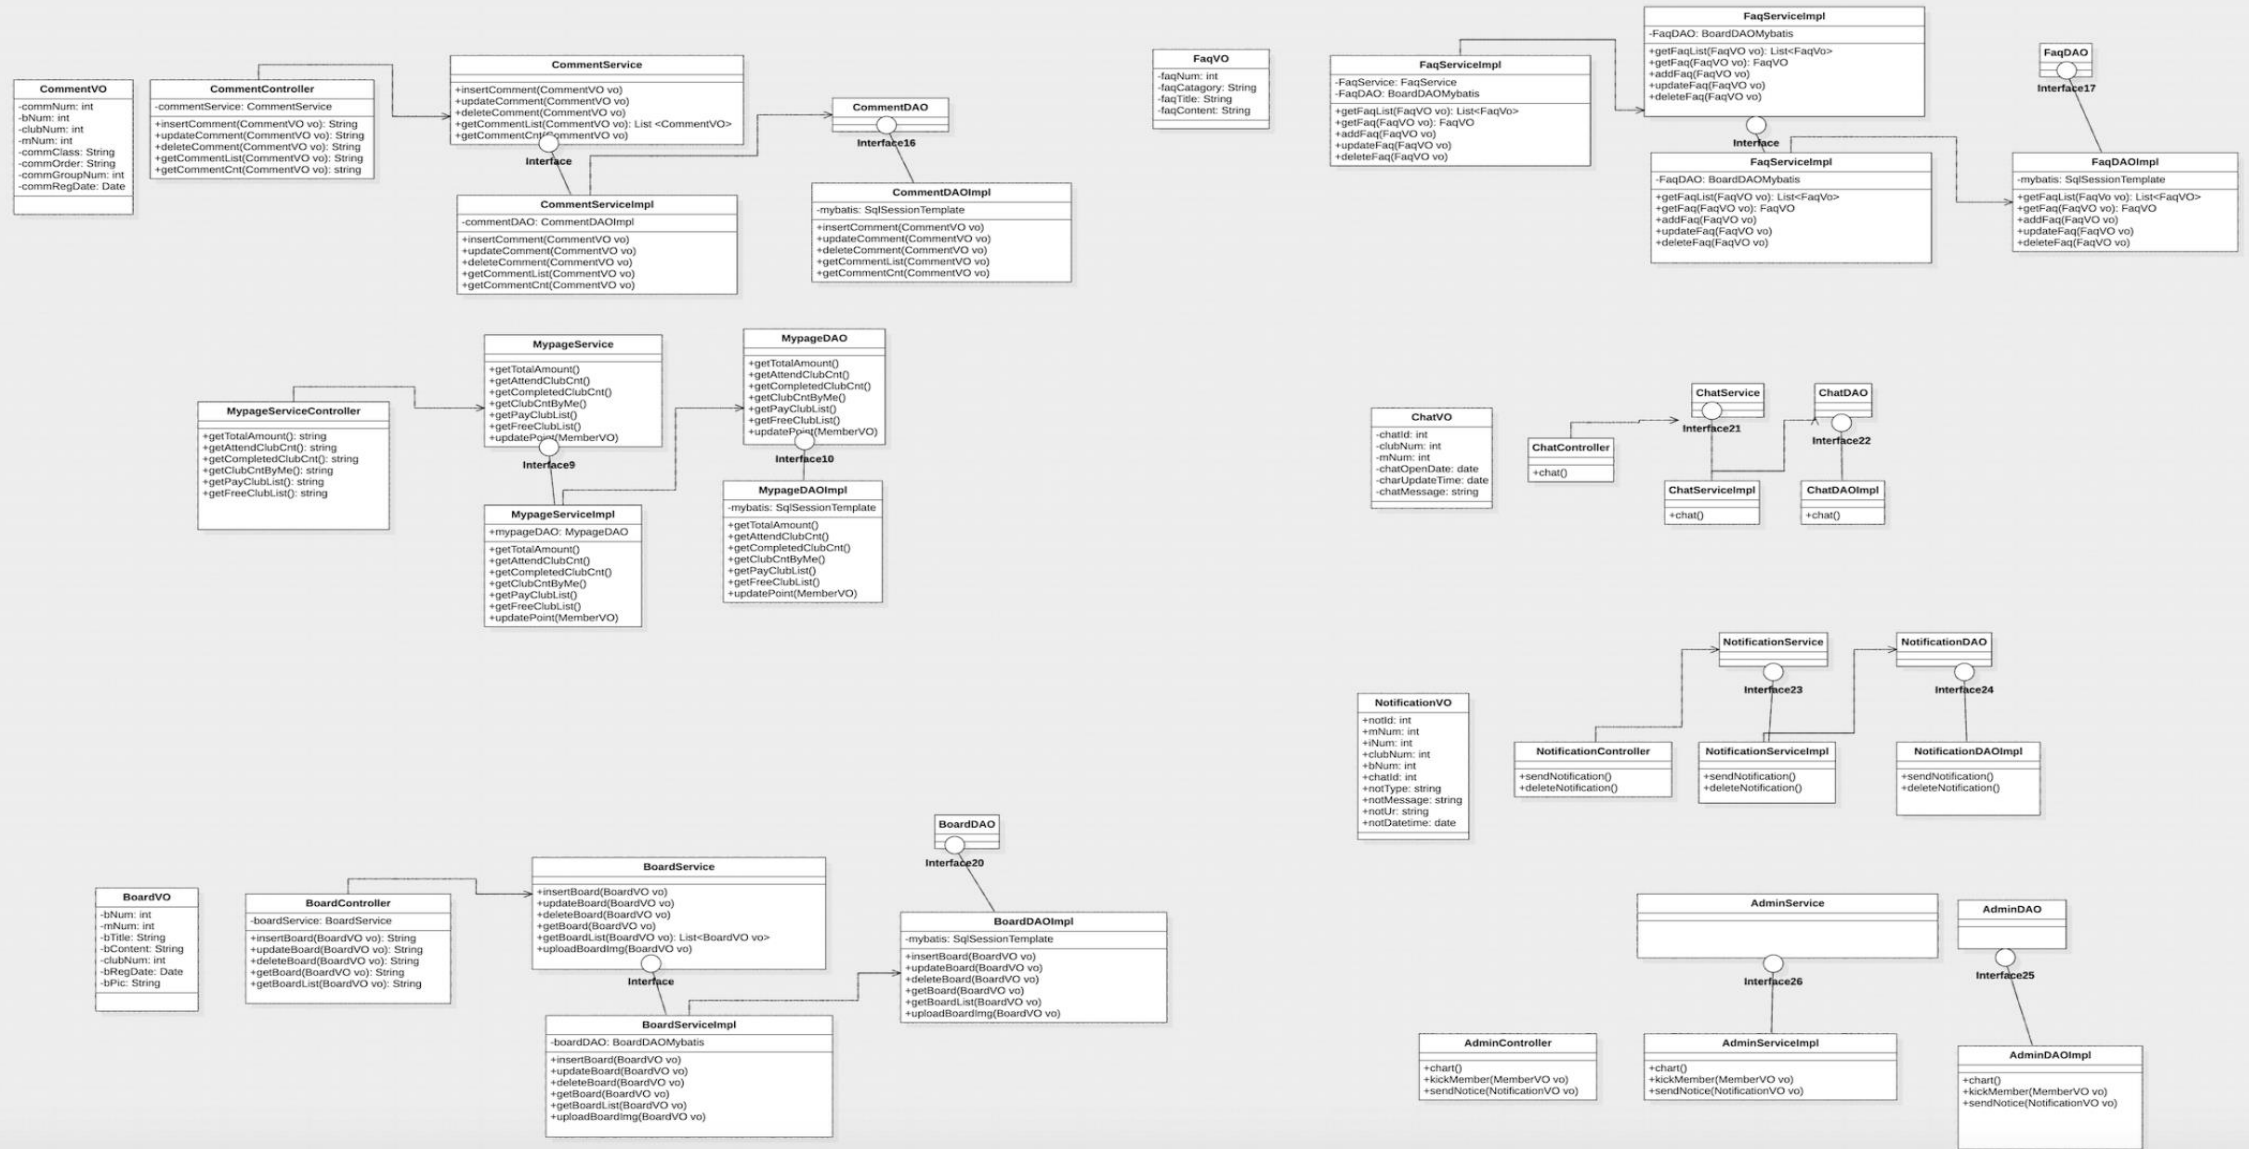 CommentVO
-commNum: int
-bNum: int
-clubNum: int
-mNum: int
-commClass: String
-commOrder: String
-commGroupNum: int
-commRegDate: Date
CommentController
-commentService: CommentService
+insertComment(CommentVO vo): String
+updateComment(CommentVO vo): String
+deleteComment(CommentVO vo): String
+getCommentList(CommentVO vo): String
+getCommentCnt(CommentVO vo): string
CommentService
+insertComment(CommentVO vo)
+updateComment(CommentVO vo)
+deleteComment(CommentVO vo)
+getCommentList(CommentVO vo): List <CommentVO>
+getCommentCnt(CommentVO vo)
Interface
CommentServiceImpl
-commentDAO: CommentDAOImpl
+insertComment(CommentVO vo)
+updateComment(CommentVO vo)
+deleteComment(CommentVO vo)
+getCommentList(CommentVO vo)
+getCommentCnt(CommentVO vo)
CommentDAO
Interface16
CommentDAOImpl
-mybatis: SqlSessionTemplate
+insertComment(CommentVO vo)
+updateComment(CommentVO vo)
+deleteComment(CommentVO vo)
+getCommentList(CommentVO vo)
+getCommentCnt(CommentVO vo)
FaqVO
-faqNum: int
-faqCatagory: String
-faqTitle: String
-faqContent: String
FaqServiceImpl
-FaqService: FaqService
-FaqDAO: BoardDAOMybatis
+getFaqList(FaqVO vo): List<FaqVo>
+getFaq(FaqVO vo): FaqVO
+addFaq(FaqVO vo)
+updateFaq(FaqVO vo)
+deleteFaq(FaqVO vo)
FaqServiceImpl
-FaqDAO: BoardDAOMybatis
+getFaqList(FaqVO vo): List<FaqVo>
+getFaq(FaqVO vo): FaqVO
+addFaq(FaqVO vo)
+updateFaq(FaqVO vo)
+deleteFaq(FaqVO vo)
Interface
FaqServiceImpl
-FaqDAO: BoardDAOMybatis
+getFaqList(FaqVO vo): List<FaqVo>
+getFaq(FaqVO vo): FaqVO
+addFaq(FaqVO vo)
+updateFaq(FaqVO vo)
+deleteFaq(FaqVO vo)
FaqDAO
Interface17
FaqDAOImpl
-mybatis: SqlSessionTemplate
+getFaqList(FaqVo vo): List<FaqVO>
+getFaq(FaqVO vo): FaqVO
+addFaq(FaqVO vo)
+updateFaq(FaqVO vo)
+deleteFaq(FaqVO vo)
MypageServiceController
+getTotalAmount(): string
+getAttendClubCnt(): string
+getCompletedClubCnt(): string
+getClubCntByMe(): string
+getPayClubList(): string
+getFreeClubList(): string
MypageService
+getTotalAmount()
+getAttendClubCnt()
+getCompletedClubCnt()
+getClubCntByMe()
+getPayClubList()
+getFreeClubList()
+updatePoint(MemberVO)
Interface9
MypageServiceImpl
+mypageDAO: MypageDAO
+getTotalAmount()
+getAttendClubCnt()
+getCompletedClubCnt()
+getClubCntByMe()
+getPayClubList()
+getFreeClubList()
+updatePoint(MemberVO)
MypageDAO
+getTotalAmount()
+getAttendClubCnt()
+getCompletedClubCnt()
+getClubCntByMe()
+getPayClubList()
+getFreeClubList()
+updatePoint(MemberVO)
Interface10
MypageDAOImpl
-mybatis: SqlSessionTemplate
+getTotalAmount()
+getAttendClubCnt()
+getCompletedClubCnt()
+getClubCntByMe()
+getPayClubList()
+getFreeClubList()
+updatePoint(MemberVO)
ChatVO
-chatId: int
-clubNum: int
-mNum: int
-chatOpenDate: date
-charUpdateTime: date
-chatMessage: string
ChatController
+chat()
ChatService
Interface21
ChatServiceImpl
+chat()
ChatDAO
Interface22
ChatDAOImpl
+chat()
NotificationVO
+notId: int
+mNum: int
+iNum: int
+clubNum: int
+bNum: int
+chatId: int
+notType: string
+notMessage: string
+notUr: string
+notDatetime: date
NotificationController
+sendNotification()
+deleteNotification()
NotificationService
Interface23
NotificationServiceImpl
+sendNotification()
+deleteNotification()
NotificationDAO
Interface24
NotificationDAOImpl
+sendNotification()
+deleteNotification()
BoardVO
-bNum: int
-mNum: int
-bTitle: String
-bContent: String
-clubNum: int
-bRegDate: Date
-bPic: String
BoardController
-boardService: BoardService
+insertBoard(BoardVO vo): String
+updateBoard(BoardVO vo): String
+deleteBoard(BoardVO vo): String
+getBoard(BoardVO vo): String
+getBoardList(BoardVO vo): String
BoardService
+insertBoard(BoardVO vo)
+updateBoard(BoardVO vo)
+deleteBoard(BoardVO vo)
+getBoard(BoardVO vo)
+getBoardList(BoardVO vo): List<BoardVO vo>
+uploadBoardImg(BoardVO vo)
Interface
BoardServiceImpl
-boardDAO: BoardDAOMybatis
+insertBoard(BoardVO vo)
+updateBoard(BoardVO vo)
+deleteBoard(BoardVO vo)
+getBoard(BoardVO vo)
+getBoardList(BoardVO vo)
+uploadBoardImg(BoardVO vo)
BoardDAO
Interface20
BoardDAOImpl
-mybatis: SqlSessionTemplate
+insertBoard(BoardVO vo)
+updateBoard(BoardVO vo)
+deleteBoard(BoardVO vo)
+getBoard(BoardVO vo)
+getBoardList(BoardVO vo)
+uploadBoardImg(BoardVO vo)
AdminController
+chart()
+kickMember(MemberVO vo)
+sendNotice(NotificationVO vo)
AdminService
Interface26
AdminServiceImpl
+chart()
+kickMember(MemberVO vo)
+sendNotice(NotificationVO vo)
AdminDAO
Interface25
AdminDAOImpl
+chart()
+kickMember(MemberVO vo)
+sendNotice(NotificationVO vo)